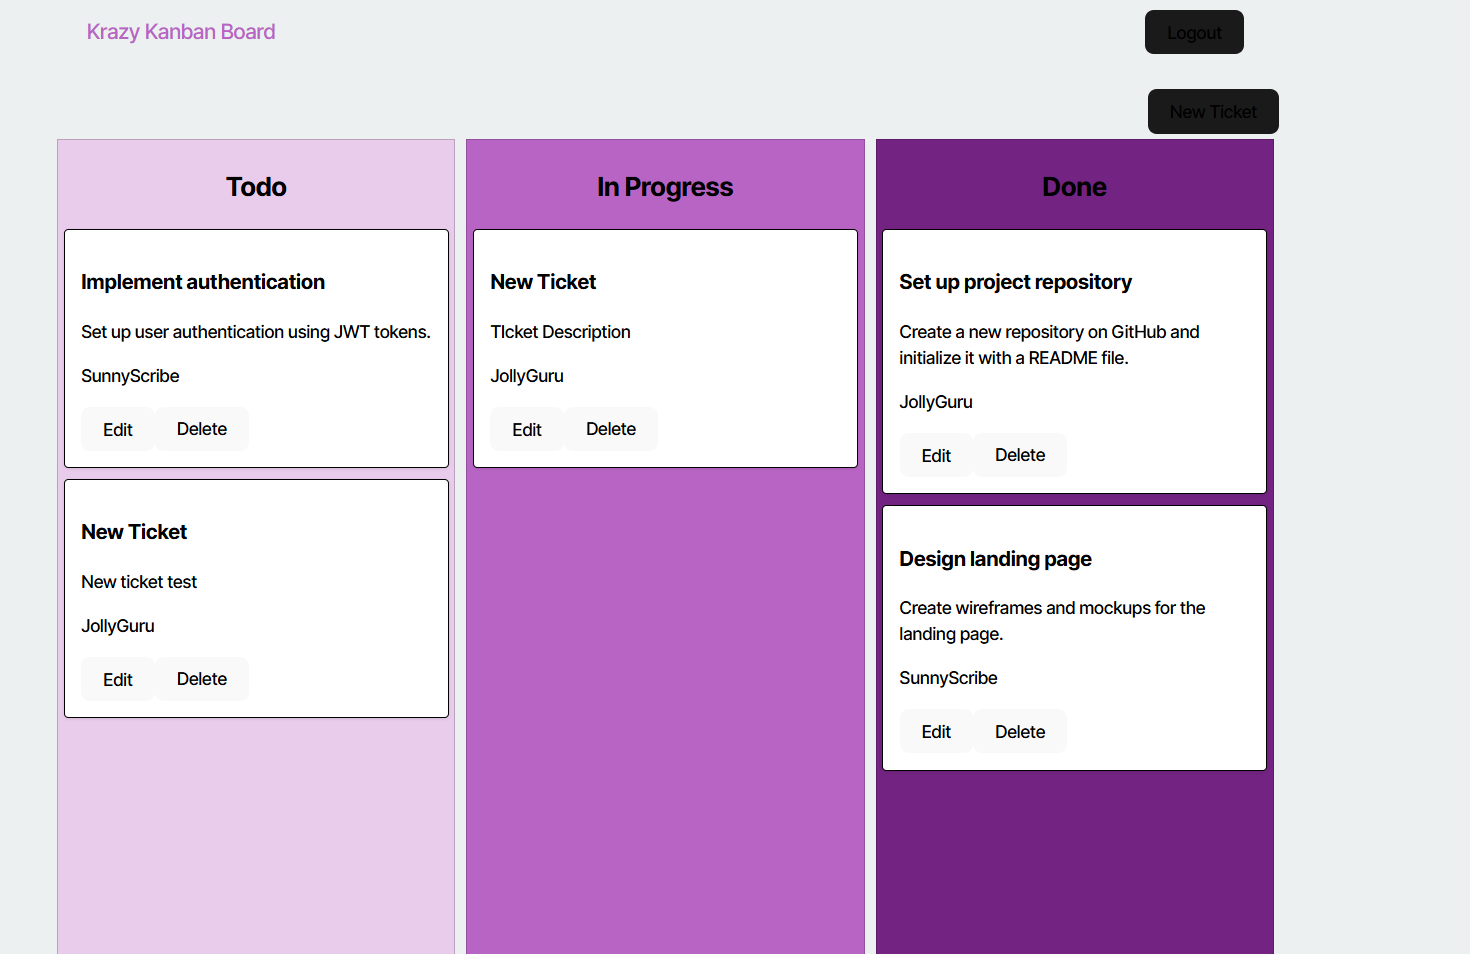 Krazy Kanban Board
Logout
New Ticket
Todo
Implement authentication
Set up user authentication using JWT tokens.
SunnyScribe
Edit Delete
New Ticket
New ticket test
JollyGuru
Edit Delete
In Progress
New Ticket
TIcket Description
JollyGuru
Edit Delete
Done
Set up project repository
Create a new repository on GitHub and
initialize it with a README file.
JollyGuru
Edit Delete
Design landing page
Create wireframes and mockups for the
landing page.
SunnyScribe
Edit Delete